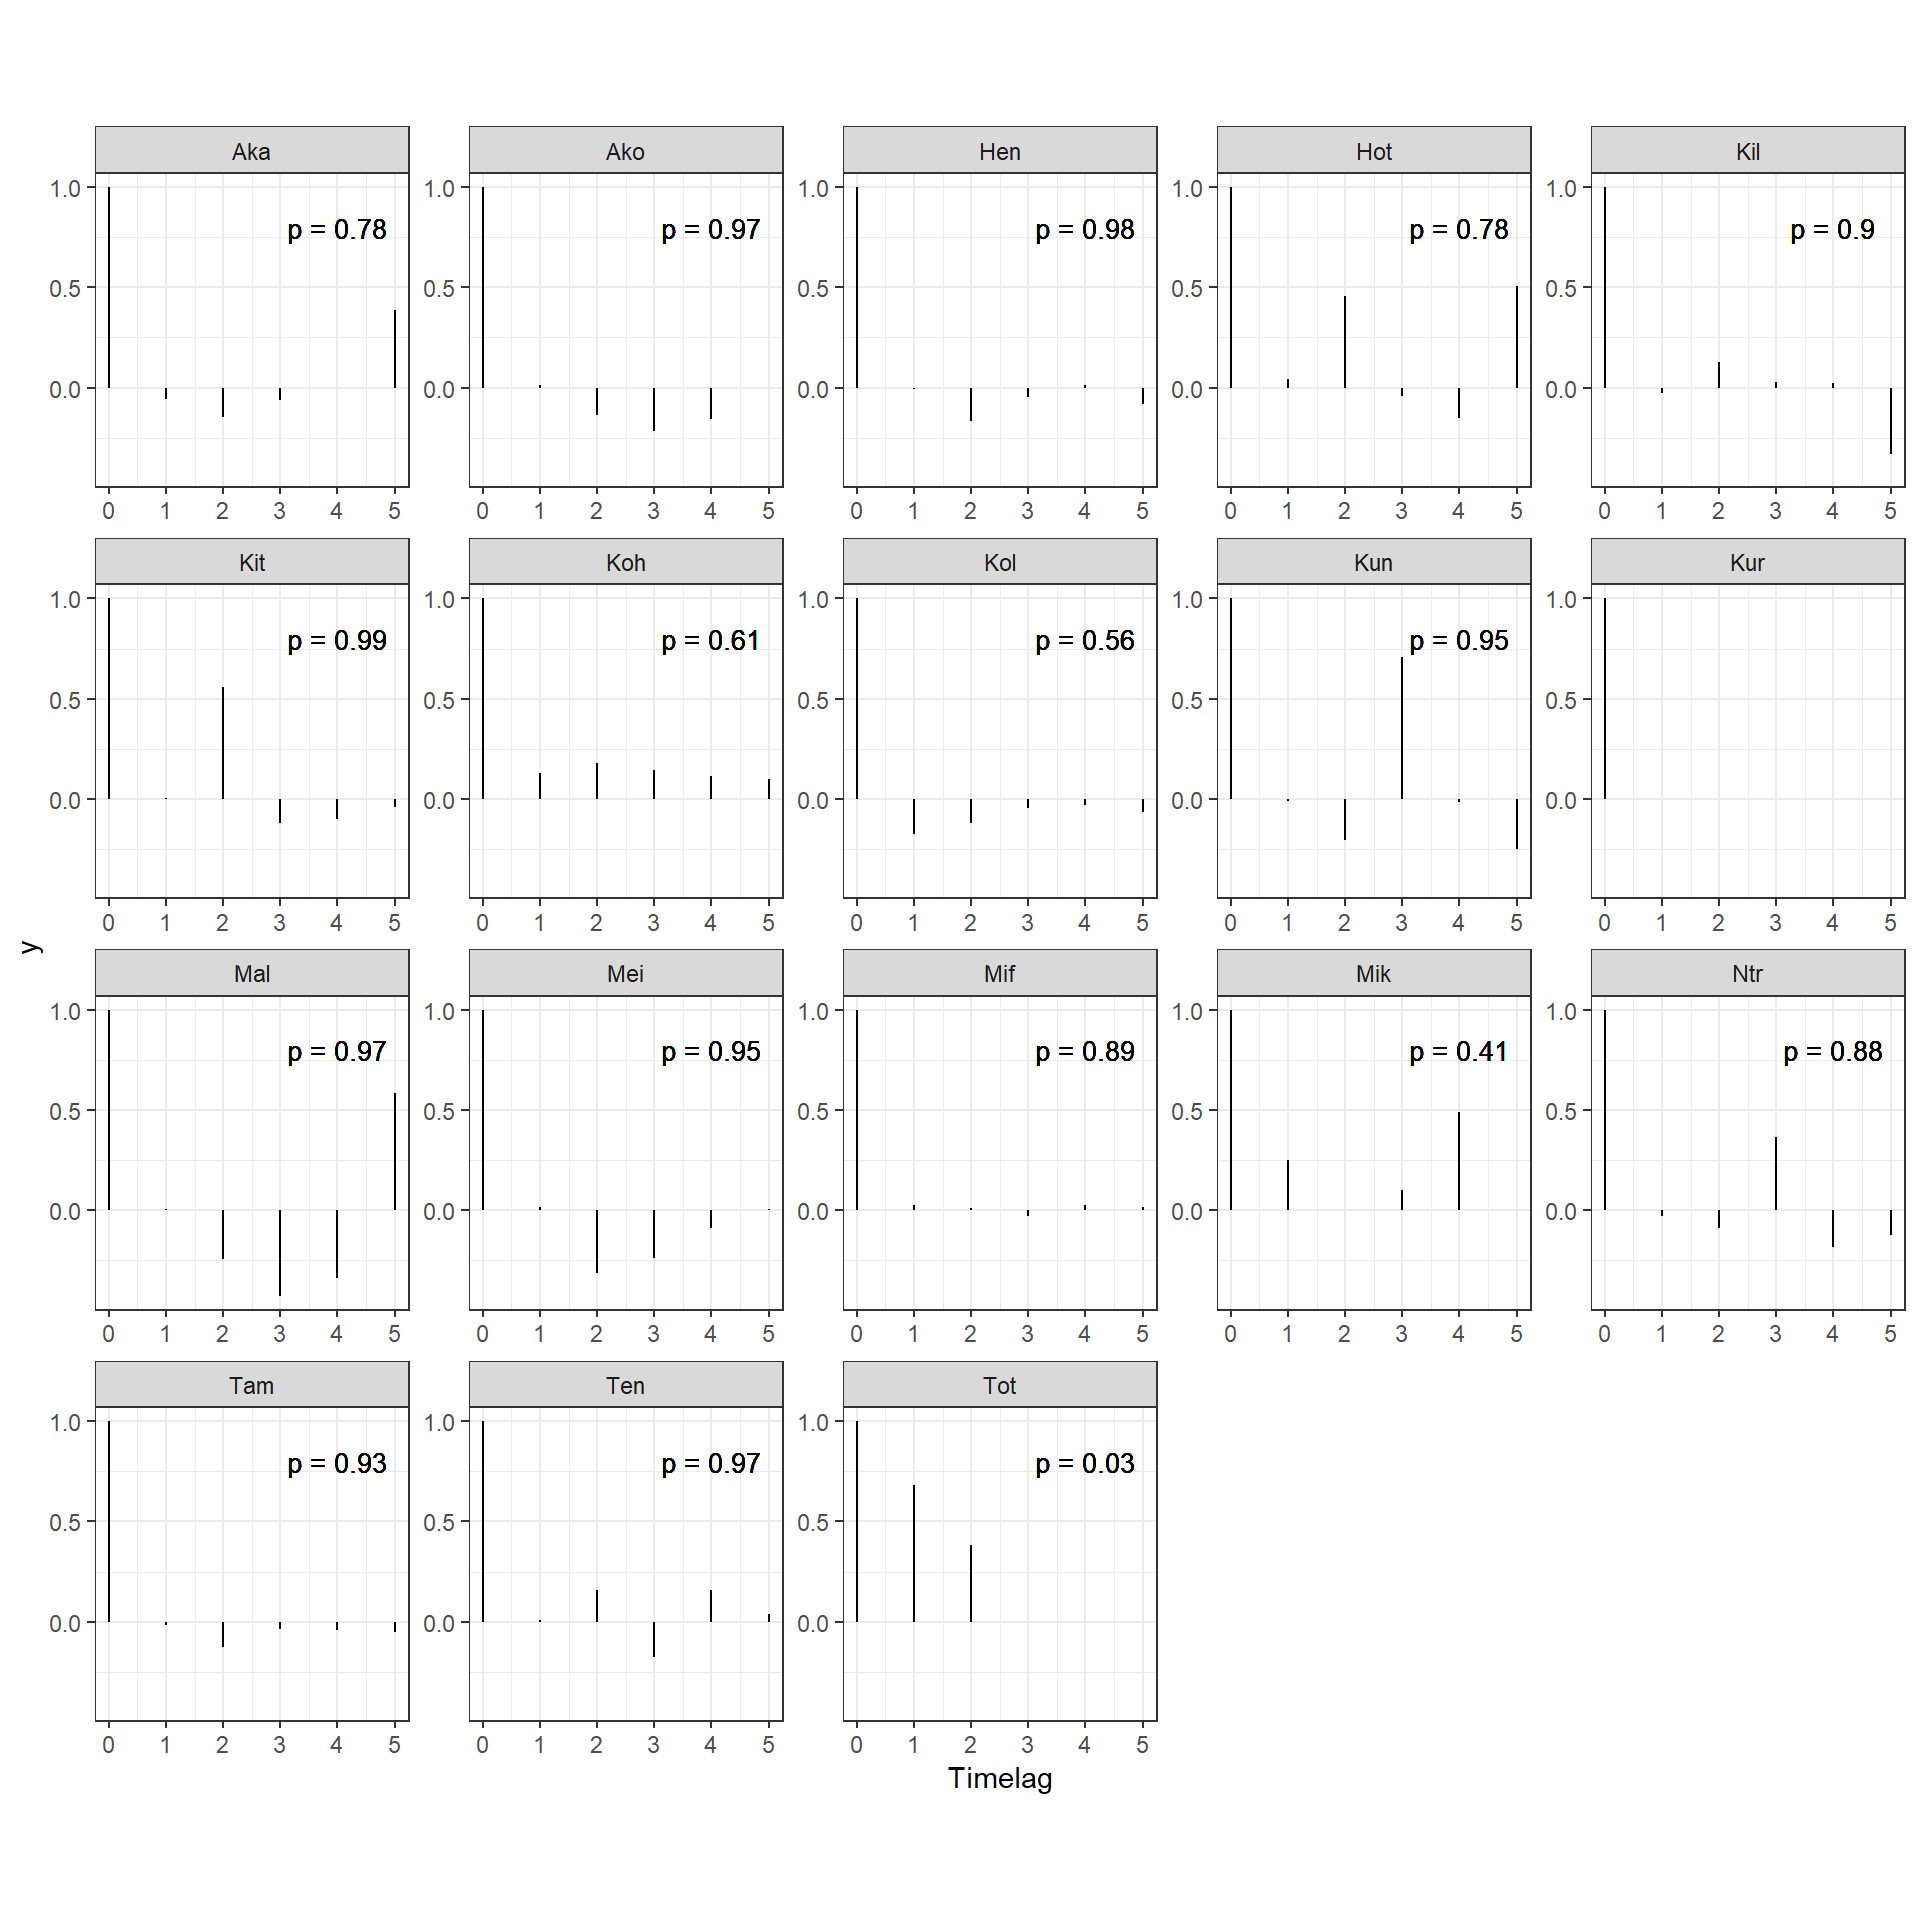 Aka Ako Hen Hot Kil
1.0 1.0 1.0 1.0 1.0
p = 0.78 p = 0.97 p = 0.98 p = 0.78 p = 0.9
0.5 0.5 0.5 0.5 0.5
0.0 0.0 0.0 0.0 0.0
0 1 2 3 4 5 0 1 2 3 4 5 0 1 2 3 4 5 0 1 2 3 4 5 0 1 2 3 4 5
Kit Koh Kol Kun Kur
1.0 1.0 1.0 1.0 1.0
p = 0.99 p = 0.61 p = 0.56 p = 0.95
0.5 0.5 0.5 0.5 0.5
0.0 0.0 0.0 0.0 0.0
0 1 2 3 4 5 0 1 2 3 4 5 0 1 2 3 4 5 0 1 2 3 4 5 0 1 2 3 4 5
y
Mal Mei Mif Mik Ntr
1.0 1.0 1.0 1.0 1.0
p = 0.97 p = 0.95 p = 0.89 p = 0.41 p = 0.88
0.5 0.5 0.5 0.5 0.5
0.0 0.0 0.0 0.0 0.0
0 1 2 3 4 5 0 1 2 3 4 5 0 1 2 3 4 5 0 1 2 3 4 5 0 1 2 3 4 5
Tam Ten Tot
1.0 1.0 1.0
p = 0.93 p = 0.97 p = 0.03
0.5 0.5 0.5
0.0 0.0 0.0
0 1 2 3 4 5 0 1 2 3 4 5 0 1 2 3 4 5
Timelag